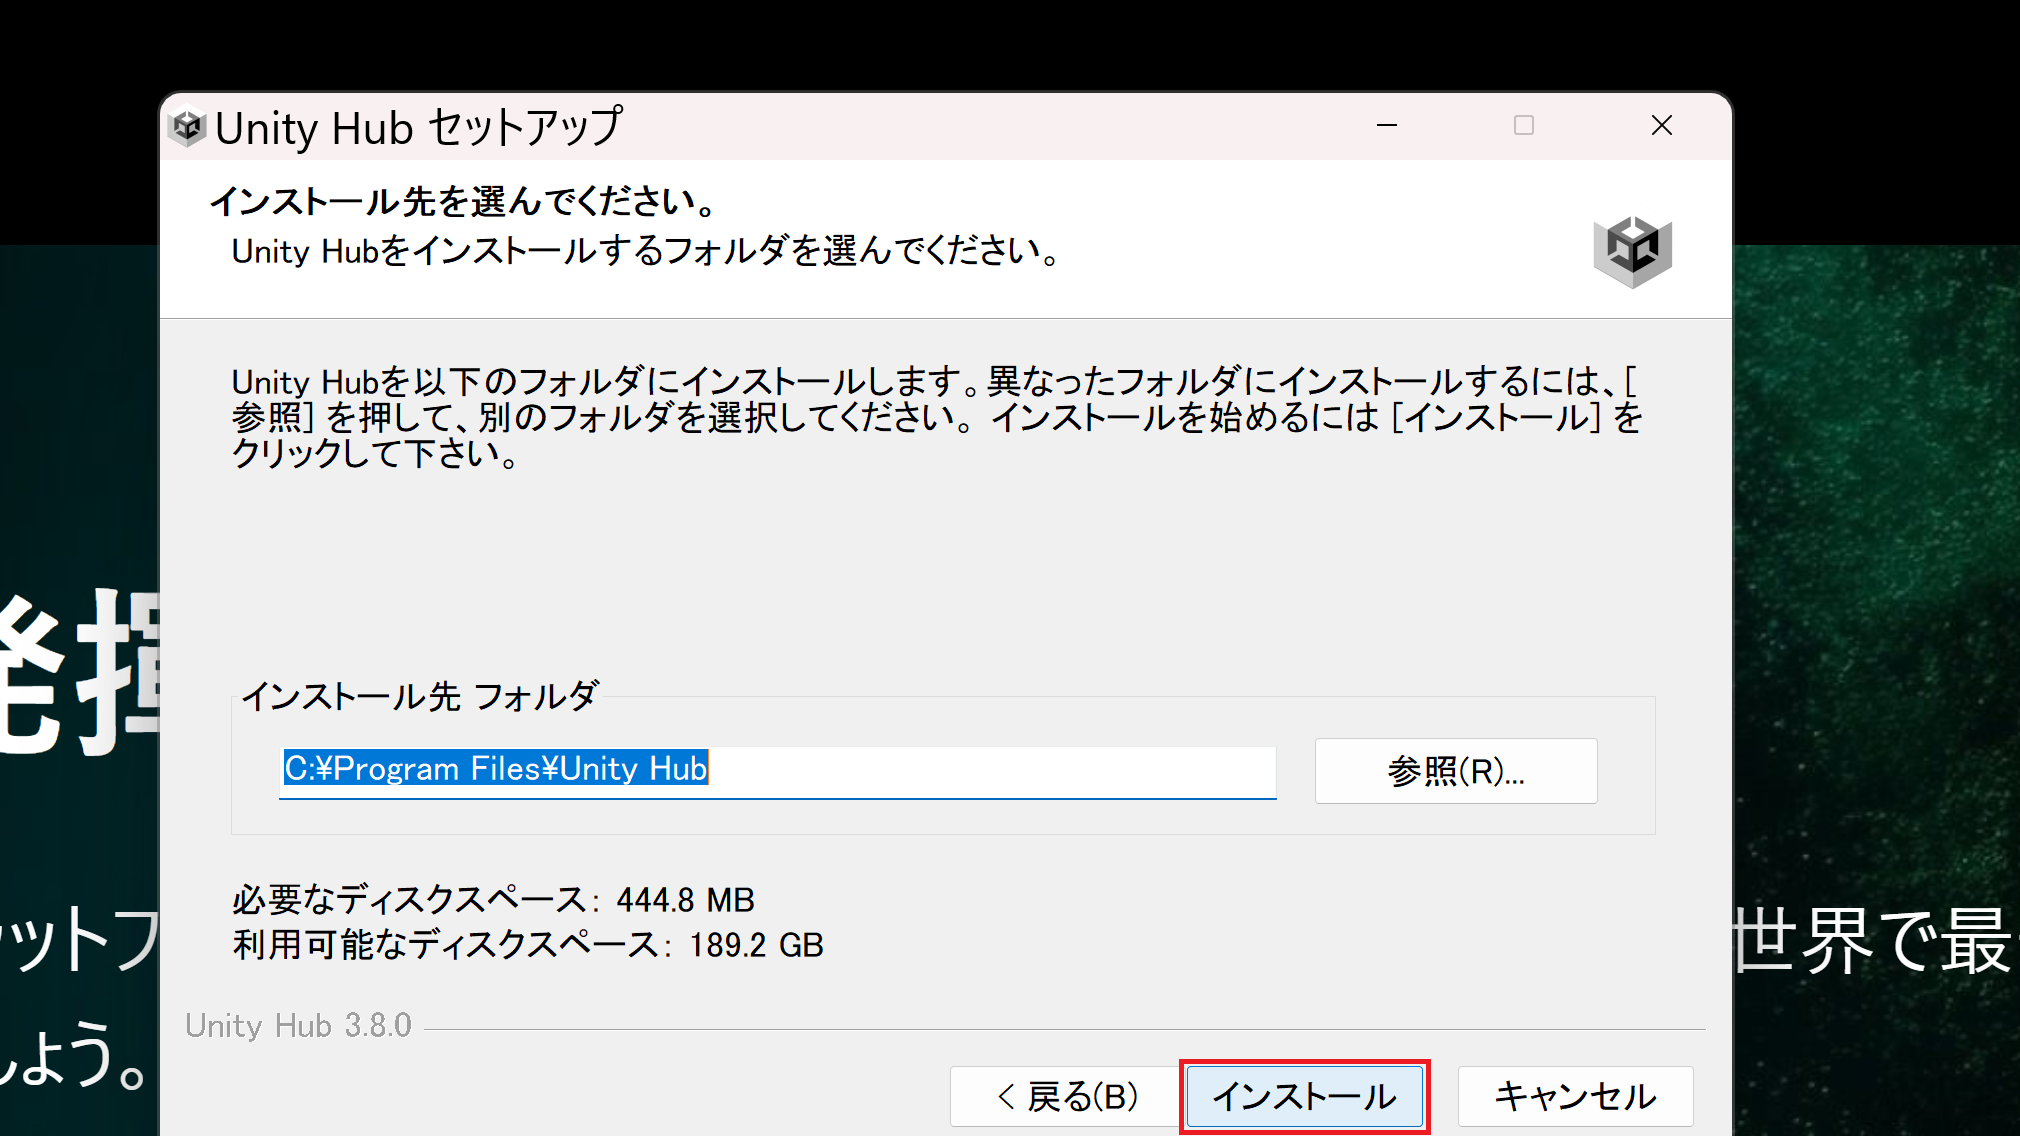 Unity Hub セットアップ
インストール先を選んでください。
Unity Hubをインストールするフォルダを選んでください。
Unity Hubを以下のフォルダにインストールします。異なったフォルダにインストールするには、[
参照] を押して、別のフォルダを選択してください。 インストールを始めるには [インストール] を
クリックして下さい。
発揮
インストール先 フォルダ
C:¥Program Files¥Unity Hub
参照(R)...
必要なディスクスペース: 444.8 MB
利用可能なディスクスペース: 189.2 GB
ットフ
世界で最
Unity Hub 3.8.0
しょう。
< 戻る(B)
インストール
キャンセル